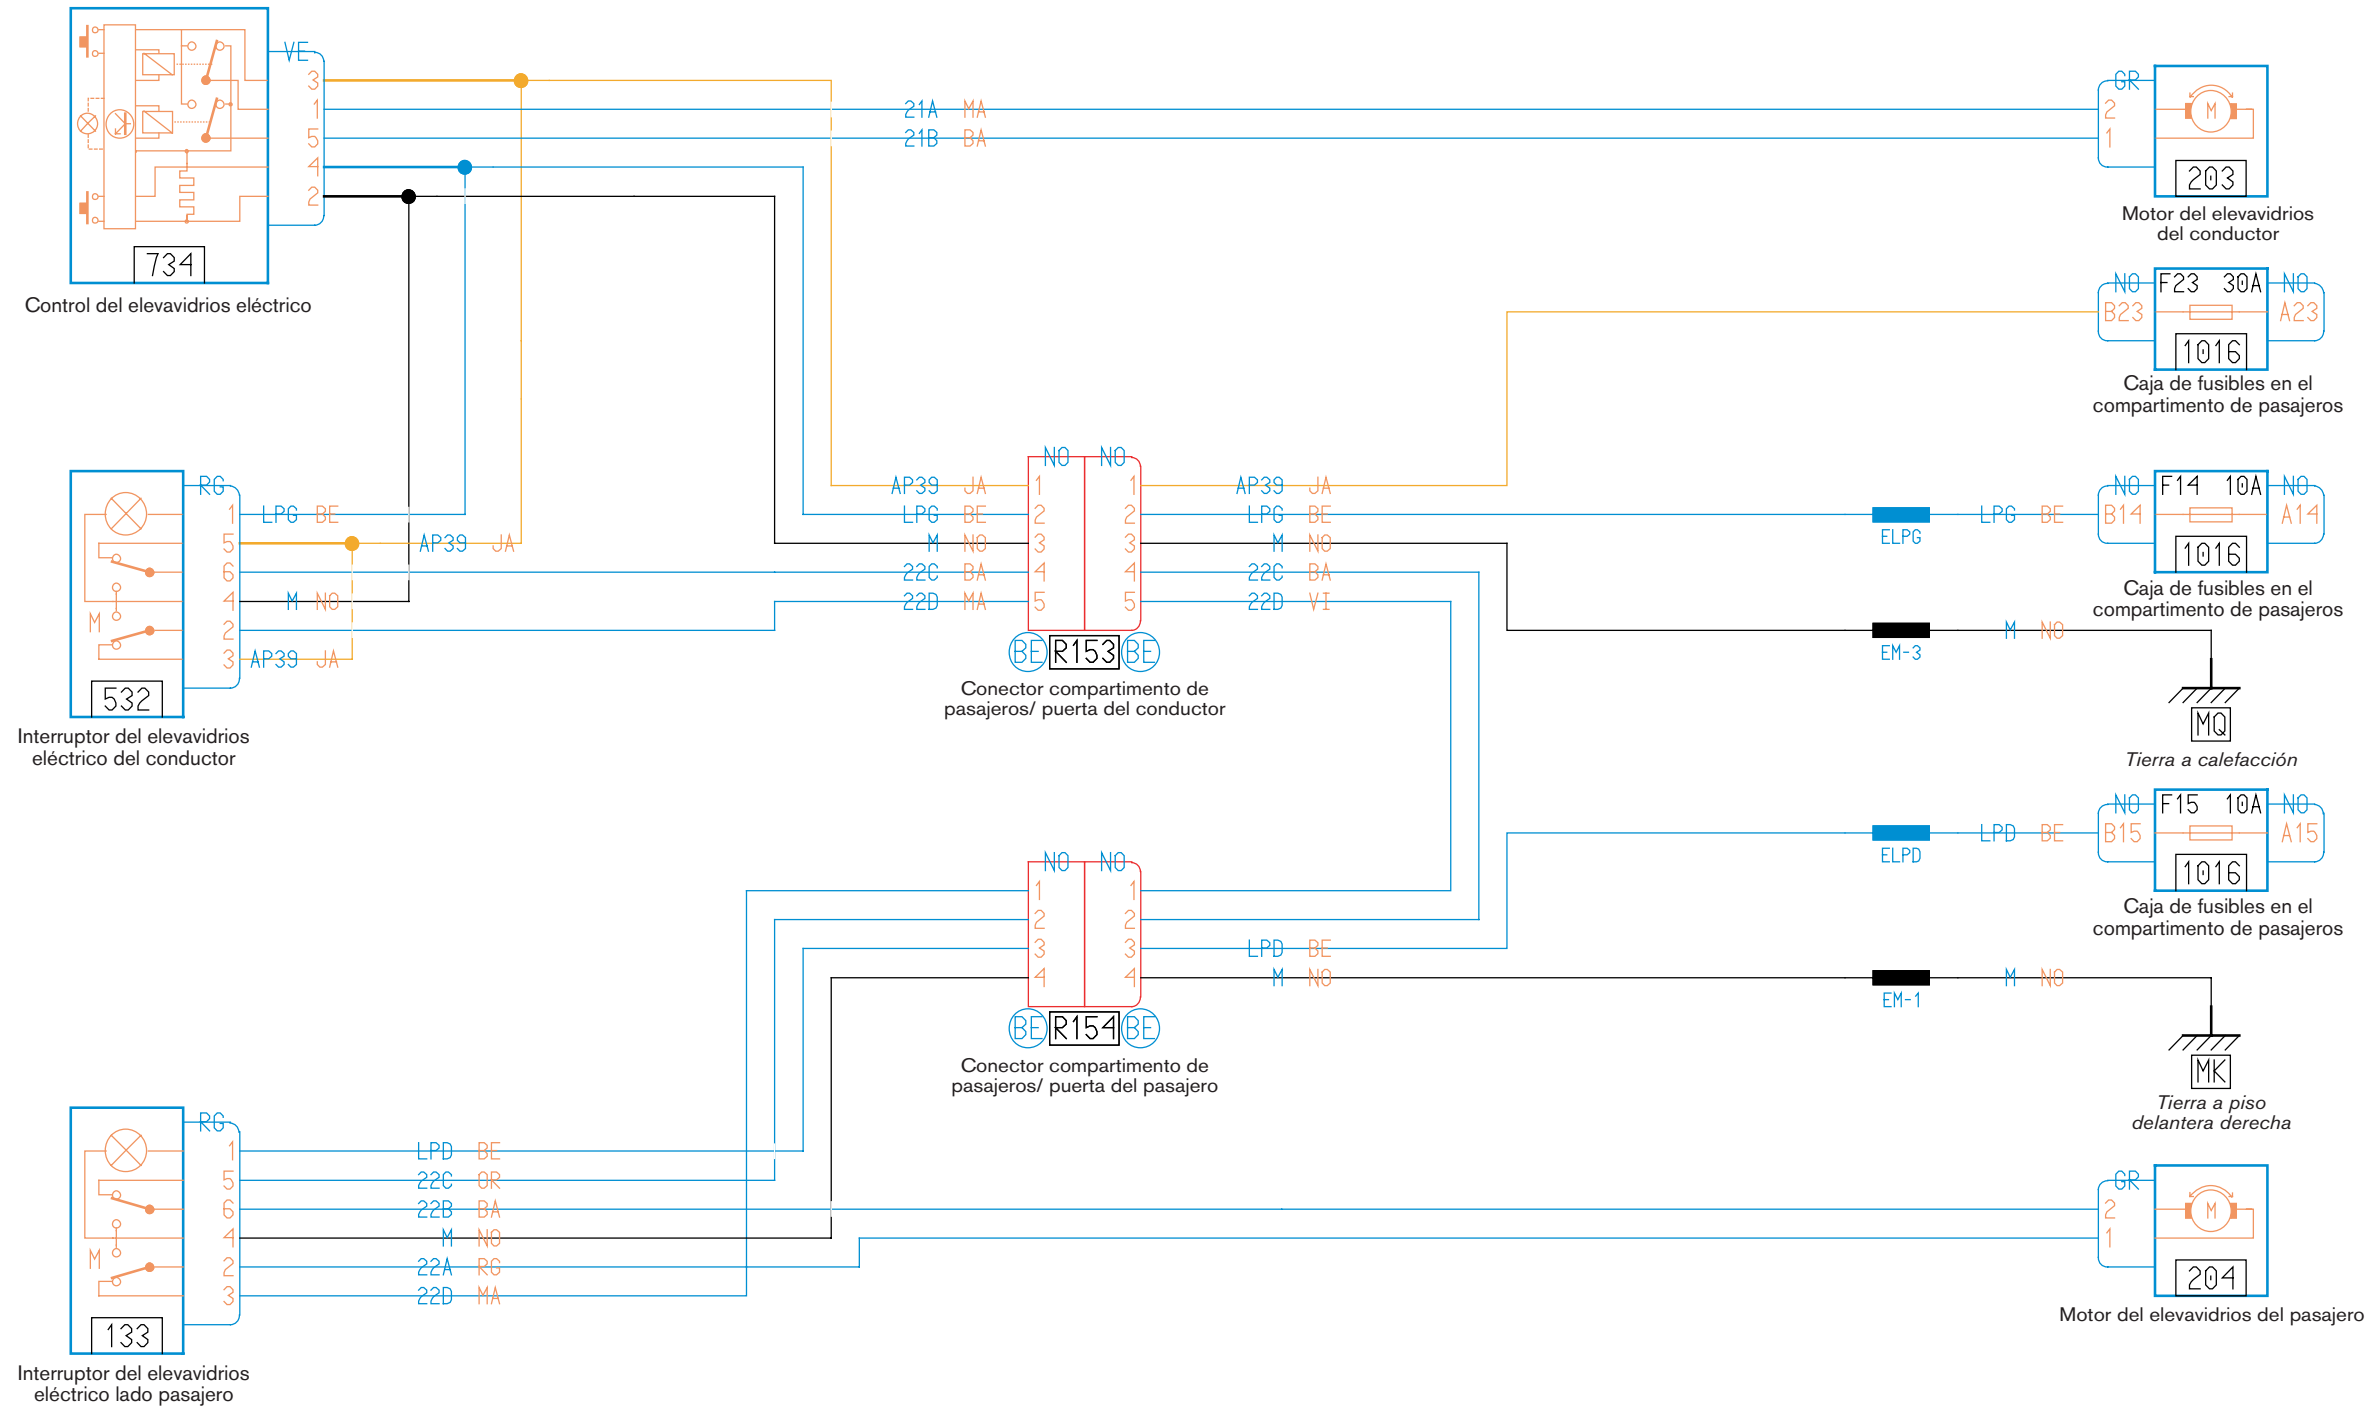 VE
3
1
5
4
2
734
Control del elevavidrios eléctrico
21A MA
21B BA
GR
2
1
M
203
Motor del elevavidrios
del conductor
NO F23 30A NO
B23 A23
1016
Caja de fusibles en el
compartimento de pasajeros
RG
1 LPG BE
5 AP39 JA
6
4 M NO
2
3 AP39 JA
M
532
Interruptor del elevavidrios
eléctrico del conductor
NO NO
AP39 JA 1 1 AP39 JA
LPG BE 2 2 LPG BE
M NO 3 3 M NO
22C BA 4 4 22C BA
22D MA 5 5 22D VI
BE R153 BE
Conector compartimento de
pasajeros/ puerta del conductor
NO F14 10A NO
ELPG LPG BE B14 A14
1016
Caja de fusibles en el
compartimento de pasajeros
EM-3 M NO
MQ
Tierra a calefacción
NO F15 10A NO
ELPD LPD BE B15 A15
1016
Caja de fusibles en el
compartimento de pasajeros
NO NO
1 1
2 2
3 3 LPD BE
4 4 M NO
BE R154 BE
Conector compartimento de
pasajeros/ puerta del pasajero
EM-1 M NO
MK
Tierra a piso
delantera derecha
RG
1 LPD BE
5 22C OR
6 22B BA
4 M NO
2 22A RG
3 22D MA
M
133
Interruptor del elevavidrios
eléctrico lado pasajero
GR
2
1
M
204
Motor del elevavidrios del pasajero